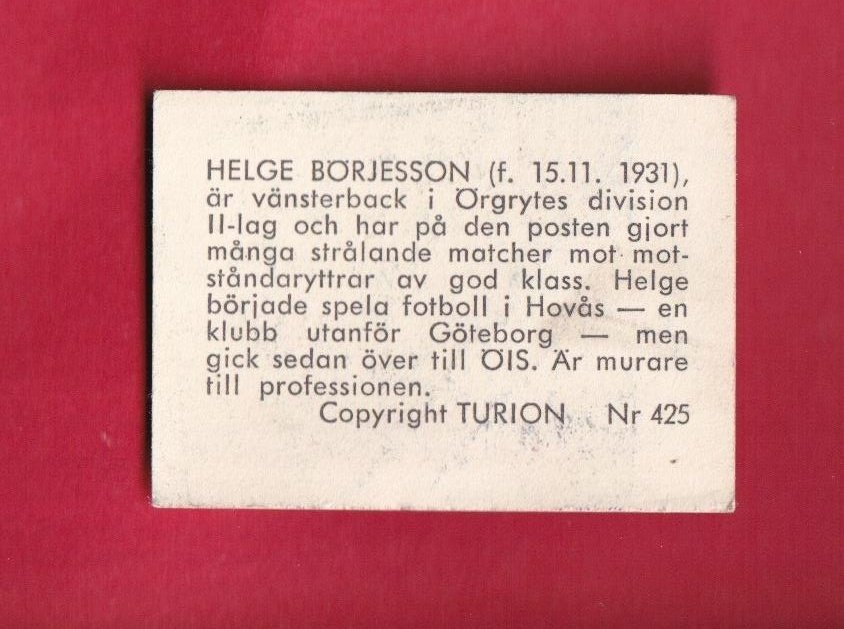 HELGE BÖRJESSON (f. 15.11. 1931),
är vänsterback i Örgrytes division
II-lag och har på den posten gjort
många strålande matcher mot mot-
ståndaryttrar av god klass. Helge
började spela fotboll i Hovås — en
klubb utanför Göteborg — men
gick sedan över till ÖIS. Är murare
till professionen.
Copyright TURION Nr 425